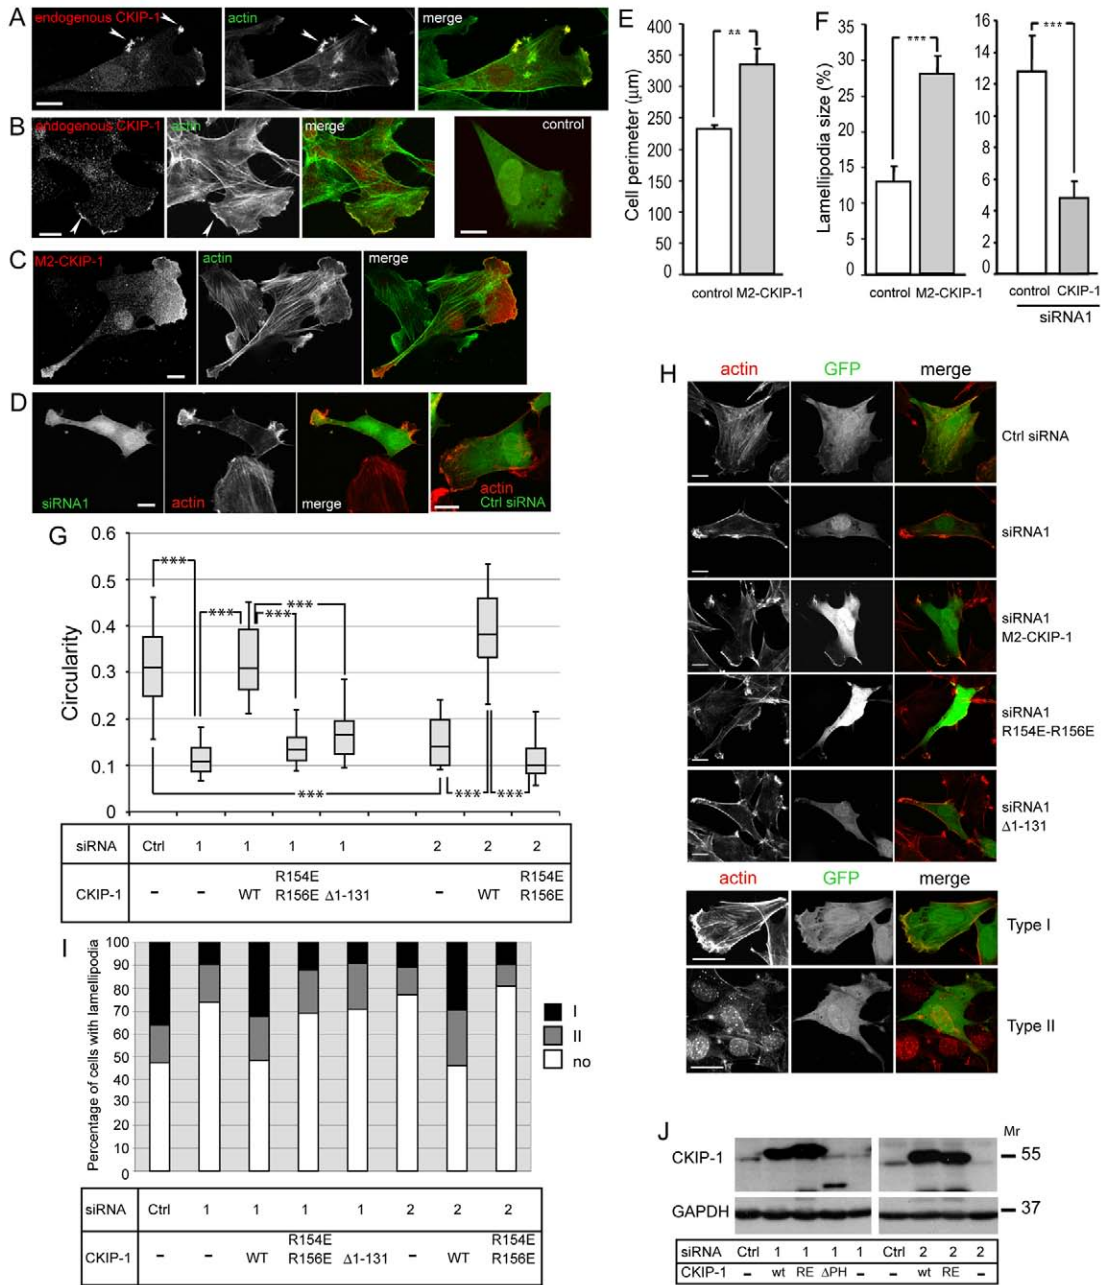 A
endogenous CKIP-1
actin
merge
B
endogenous CKIP-1
actin
merge
control
C
M2-CKIP-1
actin
merge
D
siRNA1
actin
merge
actin
Ctrl siRNA
E
Cell perimeter (μm)
400
350
300
250
200
150
100
50
0
**
control M2-CKIP-1
F
Lamellipodia size (%)
35
30
25
20
15
10
5
0
***
control M2-CKIP-1
16
14
12
10
8
6
4
2
0
***
control CKIP-1
siRNA1
G
Circularity
0.6
0.5
0.4
0.3
0.2
0.1
0
***
***
***
***
***
***
***
siRNA Ctrl 1 1 1 1 2 2 2
CKIP-1 – – WT R154E R156E Δ1-131 – WT R154E R156E
H
actin GFP merge
Ctrl siRNA
siRNA1
siRNA1
M2-CKIP-1
siRNA1
R154E-R156E
siRNA1
Δ1-131
actin GFP merge
Type I
Type II
I
Percentage of cells with lamellipodia
100
90
80
70
60
50
40
30
20
10
0
I
II
no
siRNA Ctrl 1 1 1 1 2 2 2
CKIP-1 – – WT R154E R156E Δ1-131 – WT R154E R156E
J
Mr
CKIP-1
55
GAPDH
37
siRNA Ctrl 1 1 1 1 Ctrl 2 2 2
CKIP-1 – wt RE ΔPH – – wt RE –